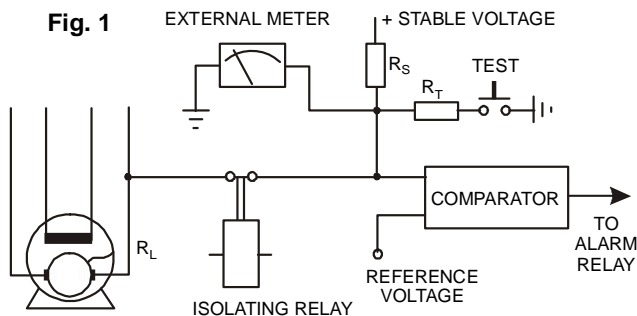 Fig. 1
EXTERNAL METER
+ STABLE VOLTAGE
R_S
TEST
R_T
COMPARATOR
TO
ALARM
RELAY
R_L
REFERENCE
VOLTAGE
ISOLATING RELAY